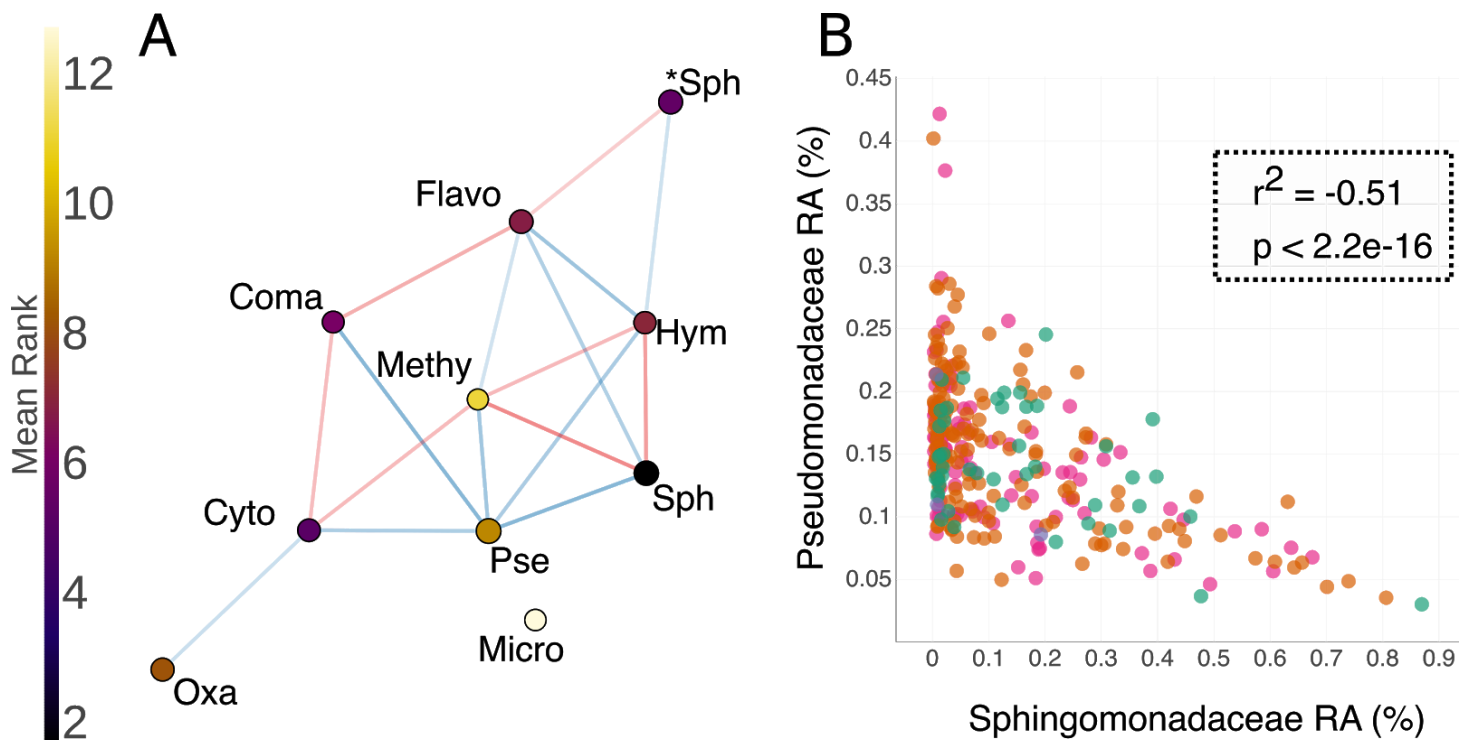 A
Mean Rank
12
10
8
6
4
2
*Sph
Flavo
Coma
Hym
Methy
Sph
Cyto
Pse
Micro
Oxa
B
Pseudomonadaceae RA (%)
0.45
0.4
0.35
0.3
0.25
0.2
0.15
0.1
0.05
r² = -0.51
p < 2.2e-16
0 0.1 0.2 0.3 0.4 0.5 0.6 0.7 0.8 0.9
Sphingomonadaceae RA (%)